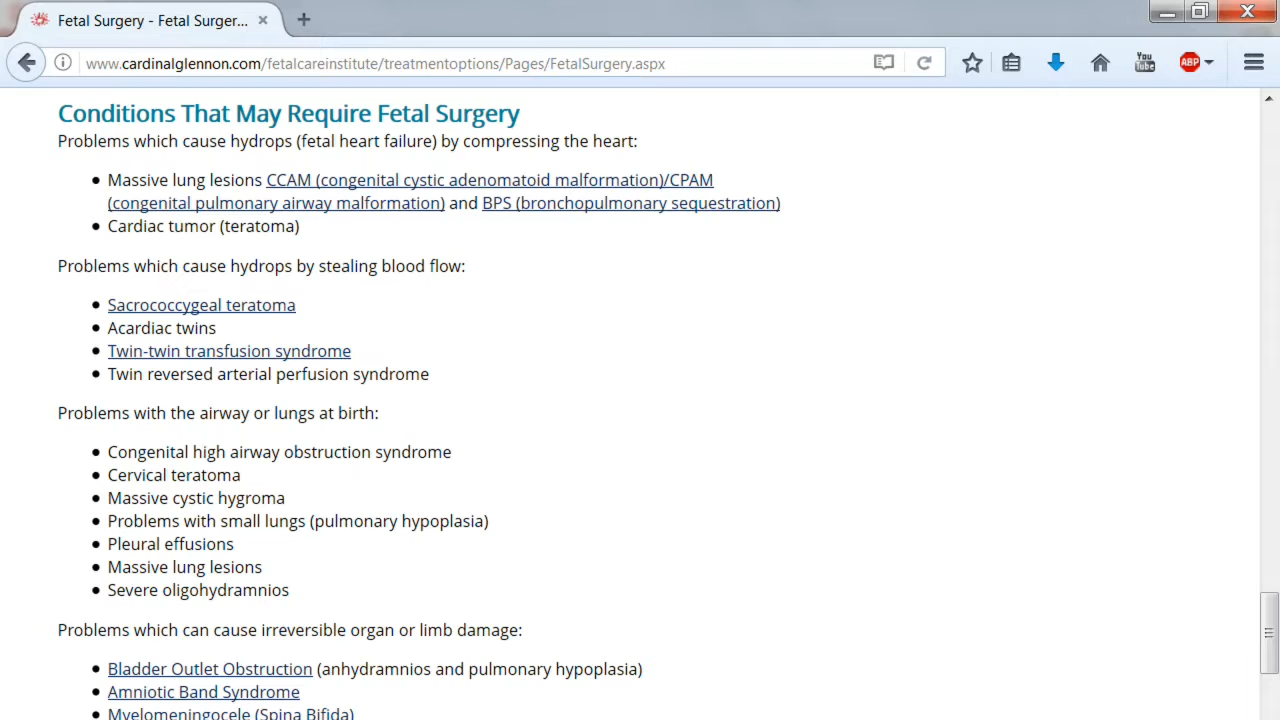 Fetal Surgery - Fetal Surger...
www.cardinalglennon.com/fetalcareinstitute/treatmentoptions/Pages/FetalSurgery.aspx
You Tube
ABP
Conditions That May Require Fetal Surgery
Problems which cause hydrops (fetal heart failure) by compressing the heart:
Massive lung lesions CCAM (congenital cystic adenomatoid malformation)/CPAM
(congenital pulmonary airway malformation) and BPS (bronchopulmonary sequestration)
Cardiac tumor (teratoma)
Problems which cause hydrops by stealing blood flow:
Sacrococcygeal teratoma
Acardiac twins
Twin-twin transfusion syndrome
Twin reversed arterial perfusion syndrome
Problems with the airway or lungs at birth:
Congenital high airway obstruction syndrome
Cervical teratoma
Massive cystic hygroma
Problems with small lungs (pulmonary hypoplasia)
Pleural effusions
Massive lung lesions
Severe oligohydramnios
Problems which can cause irreversible organ or limb damage:
Bladder Outlet Obstruction (anhydramnios and pulmonary hypoplasia)
Amniotic Band Syndrome
Myelomeningocele (Spina Bifida)